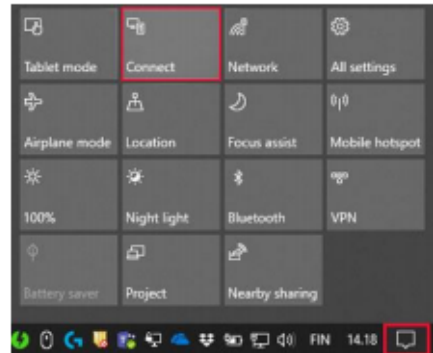 Tablet mode Connect Network All settings
Airplane mode Location Focus assist Mobile hotspot
100% Night light Bluetooth VPN
Battery saver Project Nearby sharing
FIN 14.18